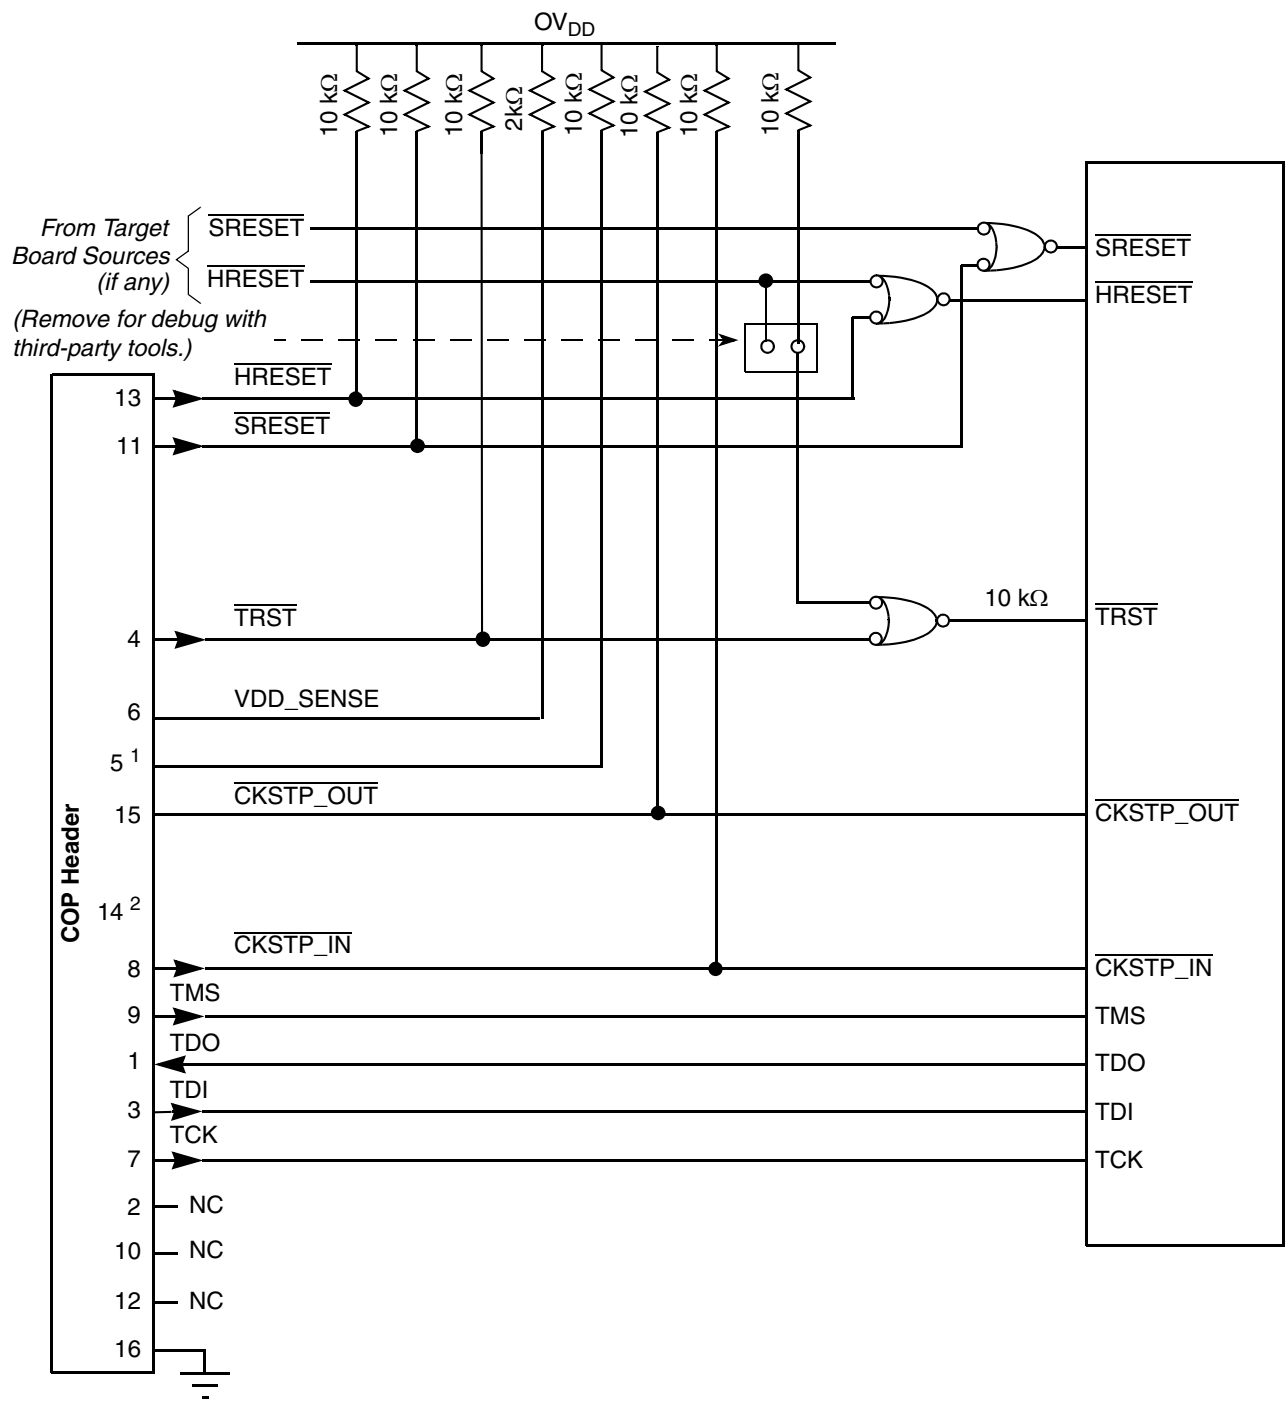 OVDD
10 kΩ
10 kΩ
10 kΩ
2kΩ
10 kΩ
10 kΩ
10 kΩ
10 kΩ
From Target
Board Sources
(if any)
SRESET
HRESET
SRESET
HRESET
(Remove for debug with
third-party tools.)
13 HRESET
11 SRESET
4 TRST
10 kΩ
TRST
6 VDD_SENSE
5 1
15 CKSTP_OUT
CKSTP_OUT
COP Header
14 2
8 CKSTP_IN
CKSTP_IN
9 TMS
TMS
1 TDO
TDO
3 TDI
TDI
7 TCK
TCK
2 NC
10 NC
12 NC
16